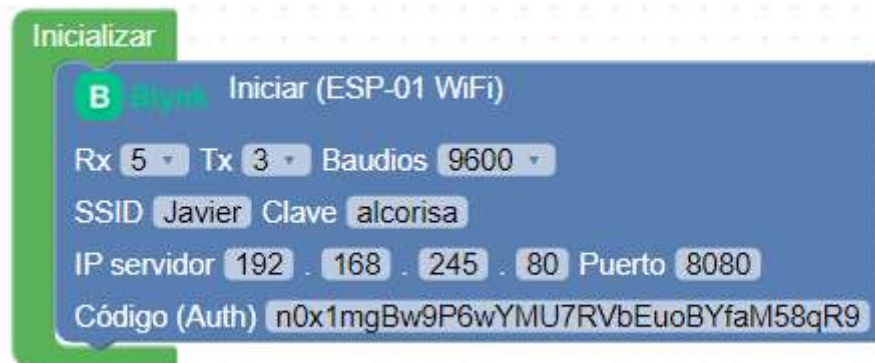 Inicializar
B Blynk Iniciar (ESP-01 WiFi)
Rx 5 Tx 3 Baudios 9600
SSID Javier Clave alcorisa
IP servidor 192 . 168 . 245 . 80 Puerto 8080
Código (Auth) n0x1mgBw9P6wYMU7RVbEuoBYfaM58qR9